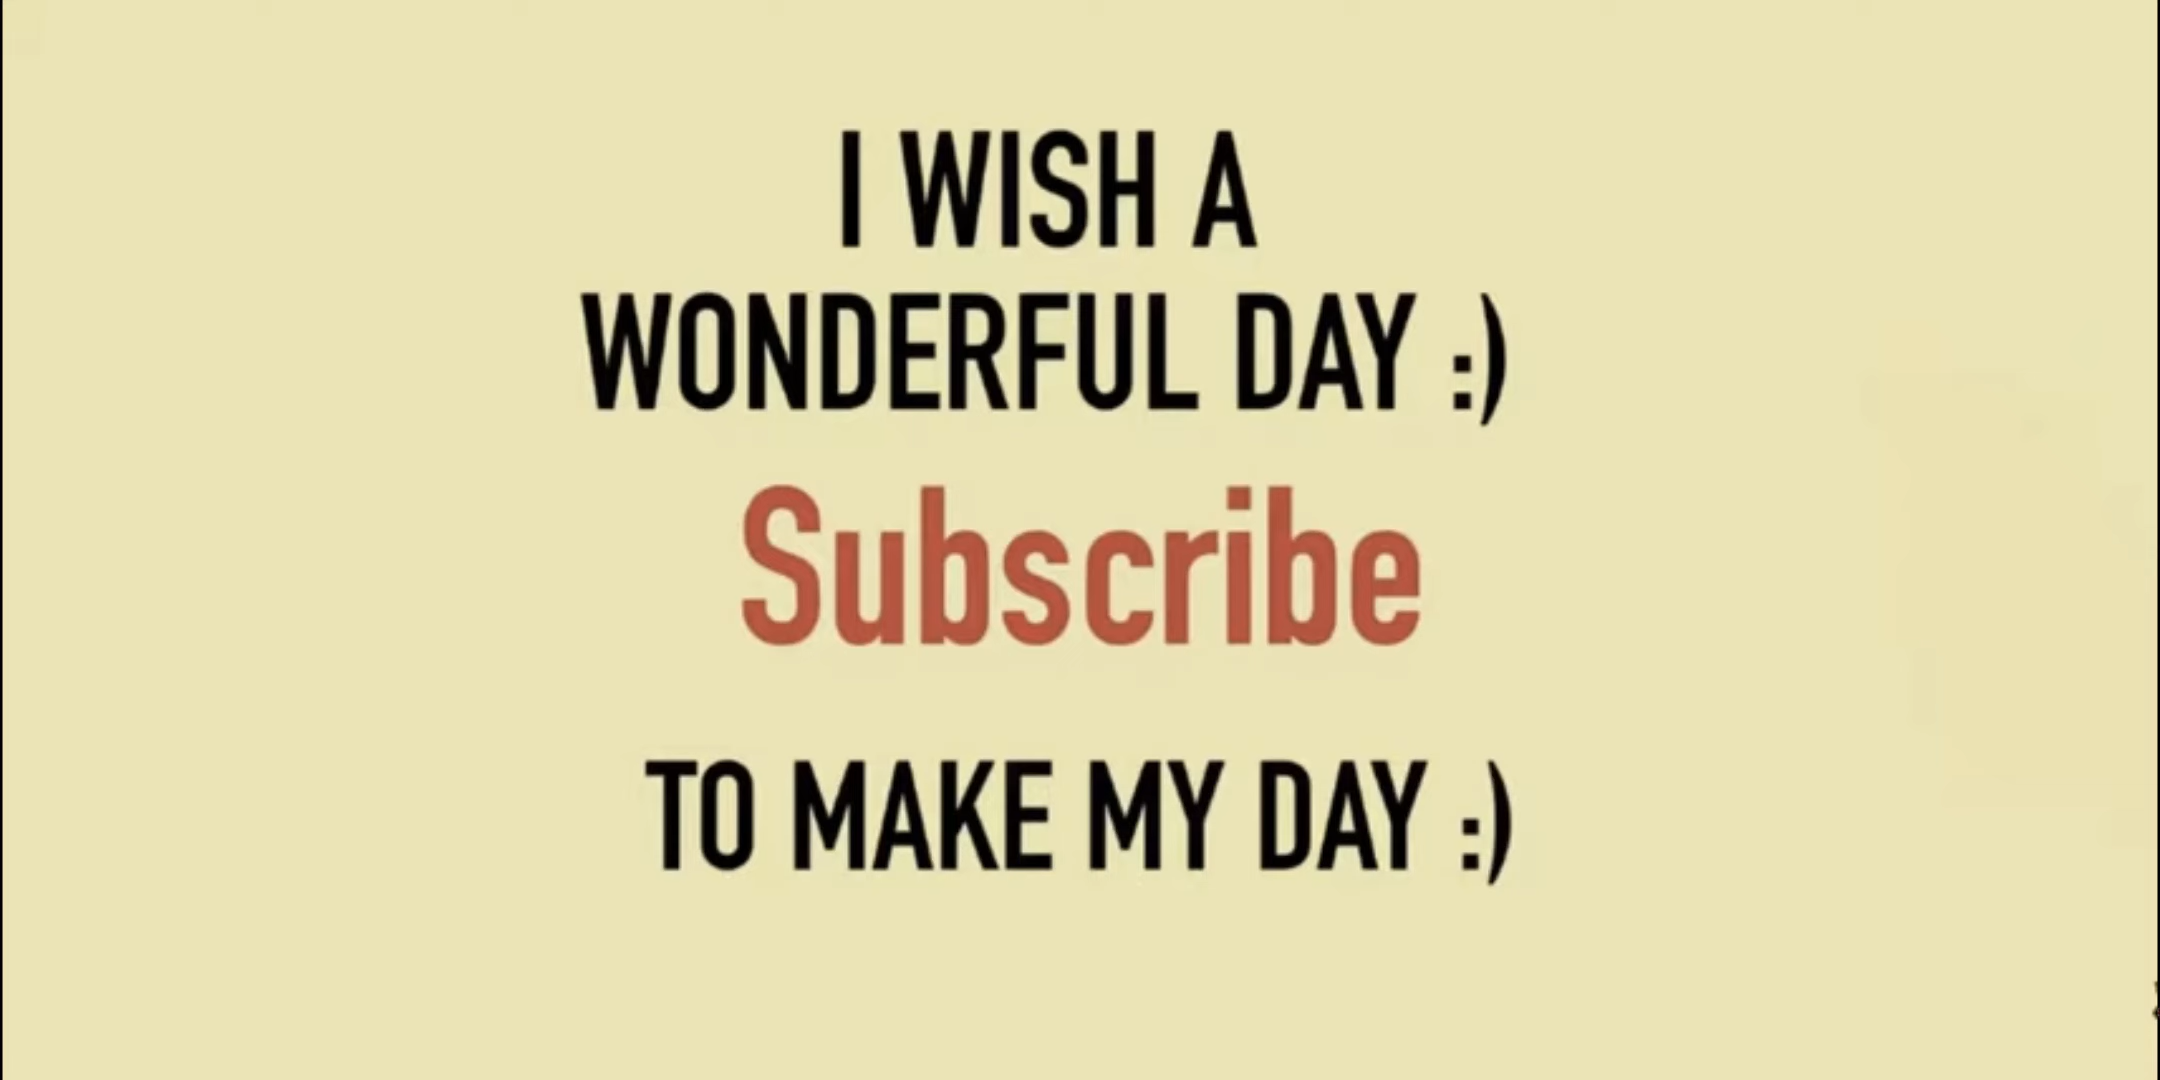 I WISH A
WONDERFUL DAY :)
Subscribe
TO MAKE MY DAY :)